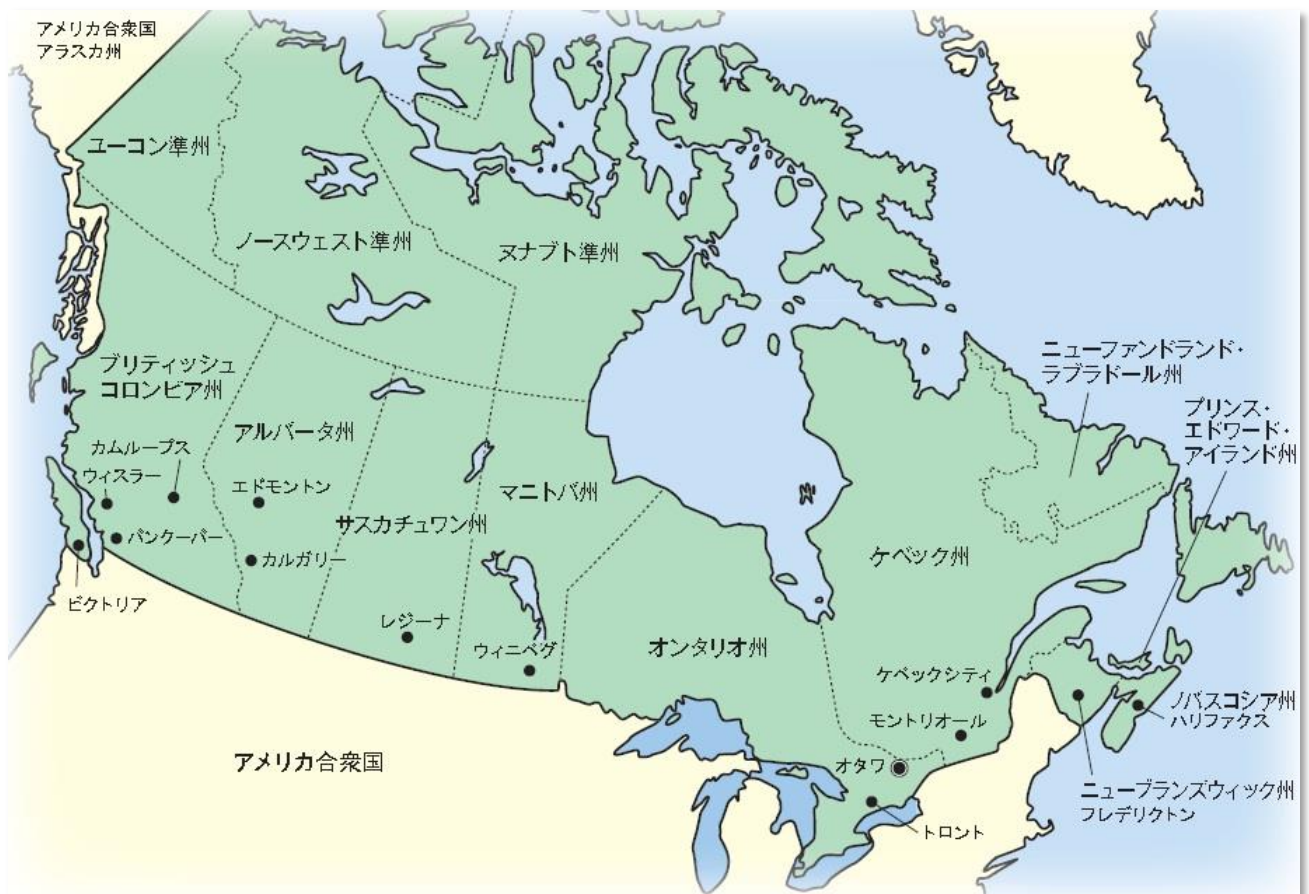 アメリカ合衆国
アラスカ州
ユーコン準州
ノースウェスト準州
ヌナブト準州
ニューファンドランド・
ラブラドール州
ブリティッシュ
コロンビア州
プリンス・
エドワード・
アイランド州
アルバータ州
カムループス
ウィスラー
エドモントン
マニトバ州
サスカチュワン州
バンクーバー
カルガリー
ケベック州
ビクトリア
レジーナ
ウィニペグ
オンタリオ州
ケベックシティ
ノバスコシア州
ハリファクス
モントリオール
アメリカ合衆国
オタワ
ニューブランズウィック州
フレデリクトン
トロント